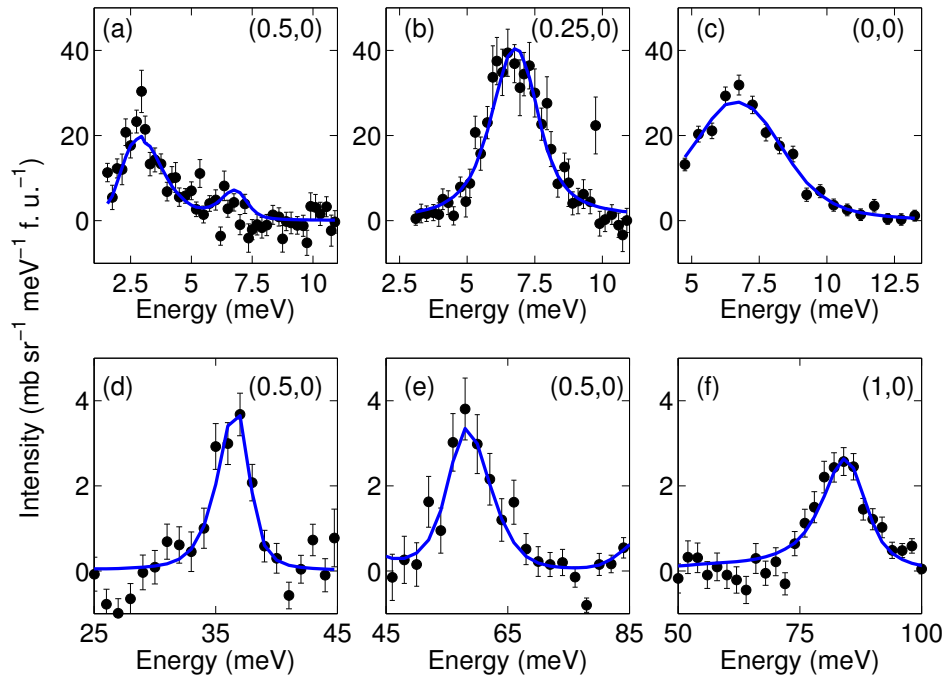 (a) (0.5,0)
(b) (0.25,0)
(c) (0,0)
40
20
0
40
20
0
40
20
0
2.5 5 7.5 10
2.5 5 7.5 10
5 7.5 10 12.5
Energy (meV)
Energy (meV)
Energy (meV)
Intensity (mb sr⁻¹ meV⁻¹ f. u.⁻¹)
(d) (0.5,0)
(e) (0.5,0)
(f) (1,0)
4
2
0
4
2
0
4
2
0
25 35 45
45 65 85
50 75 100
Energy (meV)
Energy (meV)
Energy (meV)